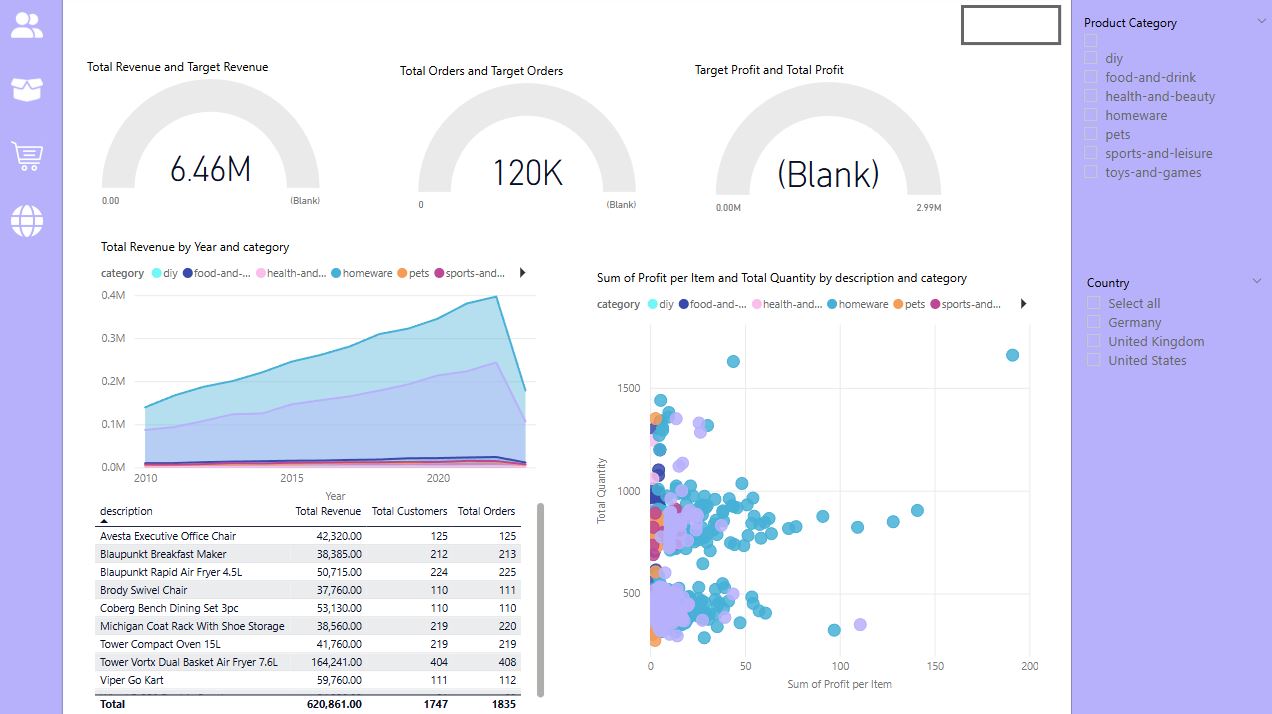 Product Category
diy
food-and-drink
health-and-beauty
homeware
pets
sports-and-leisure
toys-and-games
Total Revenue and Target Revenue
6.46M
0.00
(Blank)
Total Orders and Target Orders
120K
0
(Blank)
Target Profit and Total Profit
(Blank)
0.00M
2.99M
Country
Select all
Germany
United Kingdom
United States
Total Revenue by Year and category
category diy food-and-... health-and... homeware pets sports-and...
0.4M
0.3M
0.2M
0.1M
0.0M
2010 2015 2020
Year
Sum of Profit per Item and Total Quantity by description and category
category diy food-and-... health-and... homeware pets sports-and...
Total Quantity
1500
1000
500
0 50 100 150 200
Sum of Profit per Item
description Total Revenue Total Customers Total Orders
Avesta Executive Office Chair 42,320.00 125 125
Blaupunkt Breakfast Maker 38,385.00 212 213
Blaupunkt Rapid Air Fryer 4.5L 50,715.00 224 225
Brody Swivel Chair 37,760.00 110 111
Coberg Bench Dining Set 3pc 53,130.00 110 110
Michigan Coat Rack With Shoe Storage 38,560.00 219 220
Tower Compact Oven 15L 41,760.00 219 219
Tower Vortx Dual Basket Air Fryer 7.6L 164,241.00 404 408
Viper Go Kart 59,760.00 111 112
Total 620,861.00 1747 1835